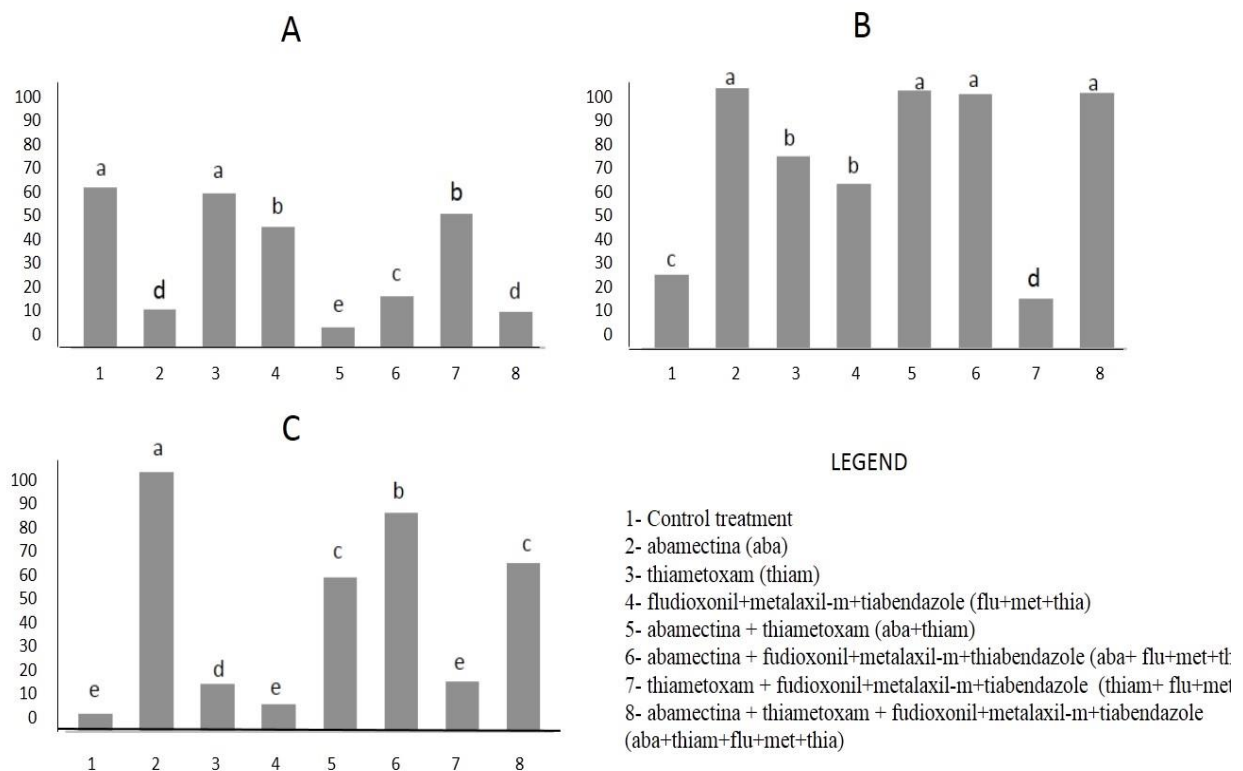 A
100
90
80
70
60
50
40
30
20
10
0
a
d
a
b
e
c
b
d
1 2 3 4 5 6 7 8
B
100
90
80
70
60
50
40
30
20
10
0
c
a
b
b
a
a
d
a
1 2 3 4 5 6 7 8
C
100
90
80
70
60
50
40
30
20
10
0
e
a
d
e
c
b
e
c
1 2 3 4 5 6 7 8
LEGEND
1- Control treatment
2- abamectina (aba)
3- thiametoxam (thiam)
4- fludioxonil+metalaxil-m+tiabendazole (flu+met+thia)
5- abamectina + thiametoxam (aba+thiam)
6- abamectina + fudioxonil+metalaxil-m+thiabendazole (aba+ flu+met+th
7- thiametoxam + fudioxonil+metalaxil-m+tiabendazole (thiam+ flu+met
8- abamectina + thiametoxam + fudioxonil+metalaxil-m+tiabendazole
(aba+thiam+flu+met+thia)